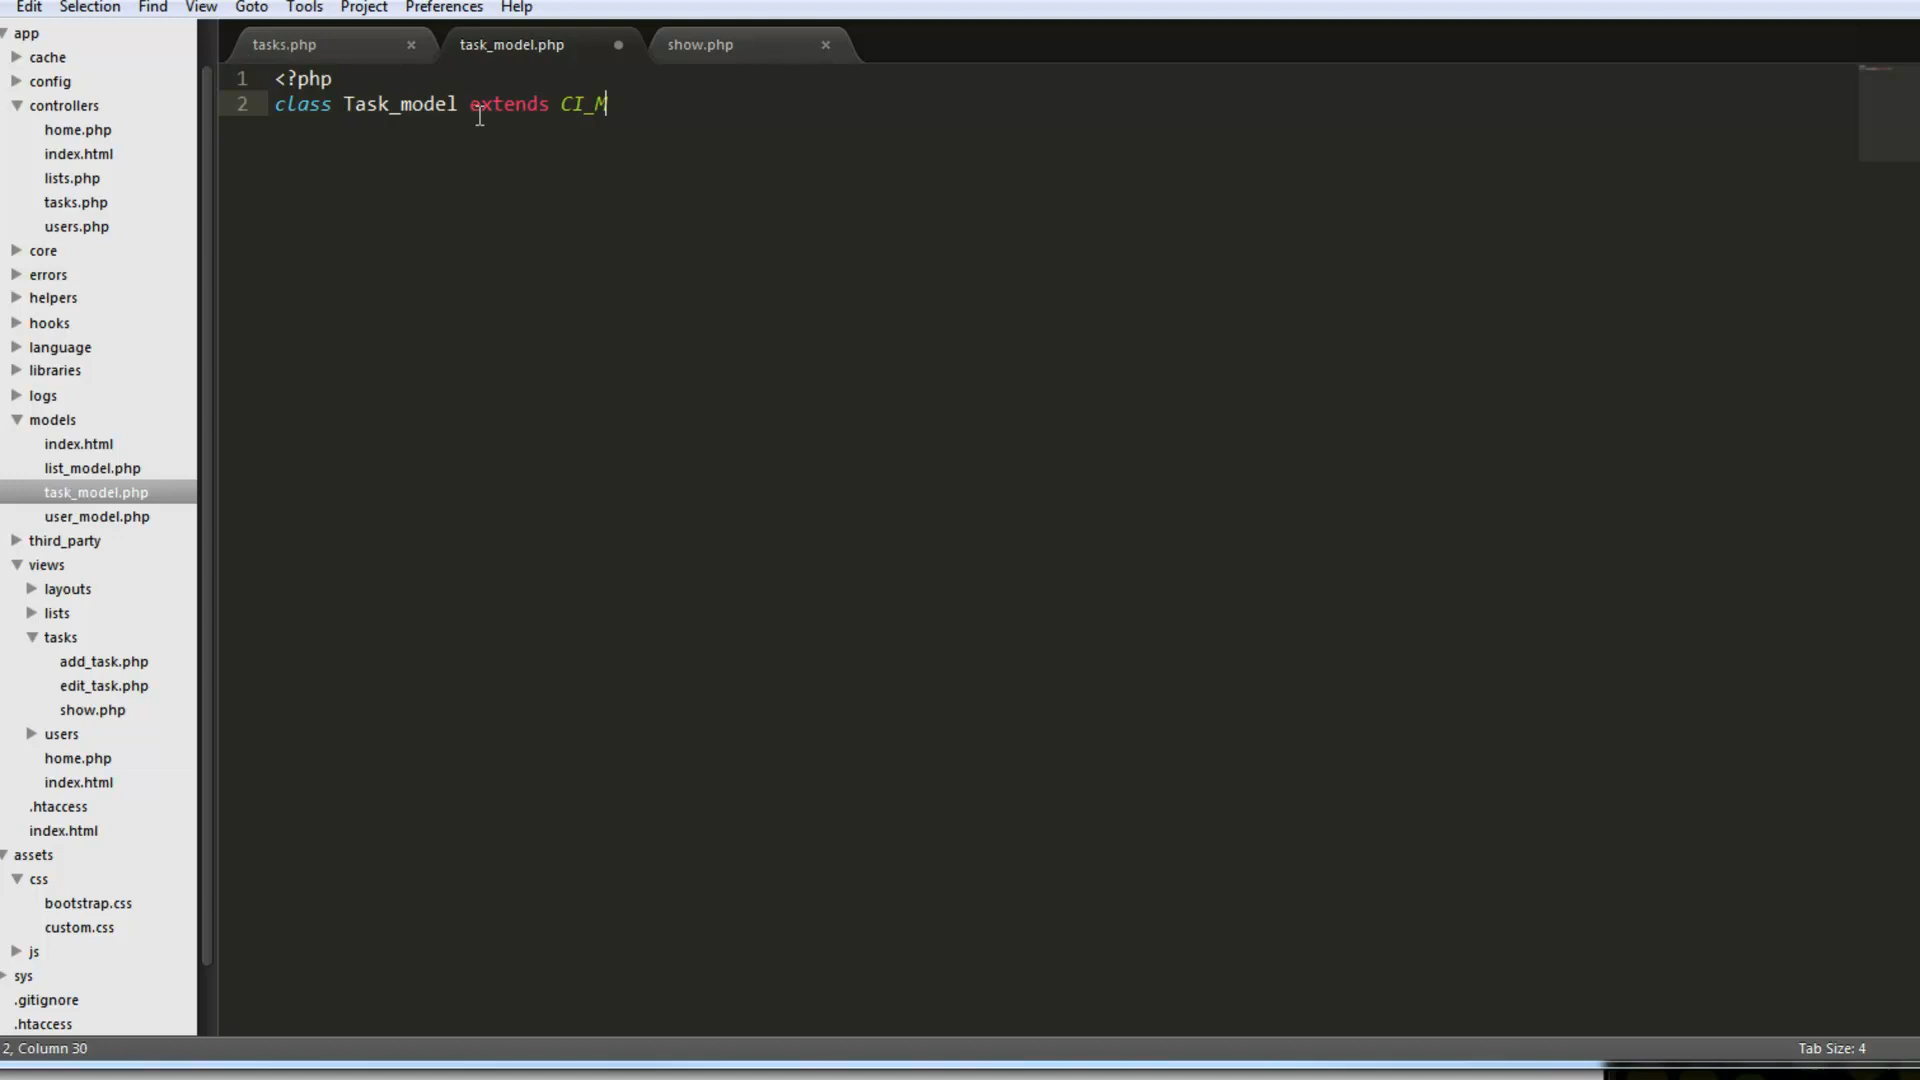 Edit Selection Find View Goto Tools Project Preferences Help
app
cache
config
controllers
home.php
index.html
lists.php
tasks.php
users.php
core
errors
helpers
hooks
language
libraries
logs
models
index.html
list_model.php
task_model.php
user_model.php
third_party
views
layouts
lists
tasks
add_task.php
edit_task.php
show.php
users
home.php
index.html
.htaccess
index.html
assets
css
bootstrap.css
custom.css
js
sys
.gitignore
.htaccess
tasks.php task_model.php show.php
1 <?php
2 class Task_model extends CI_M
2, Column 30 Tab Size: 4